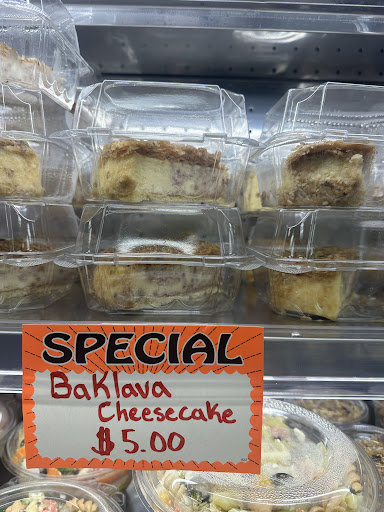 SPECIAL
Baklava
Cheesecake
$5.00